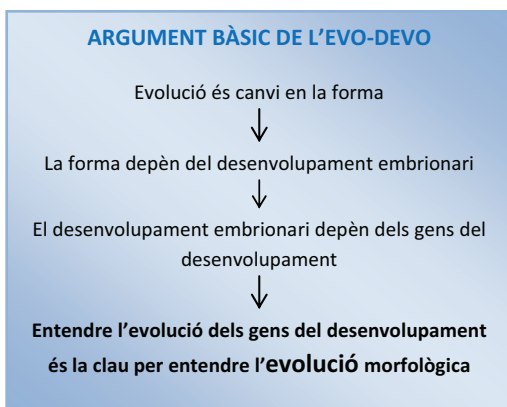 ARGUMENT BÀSIC DE L’EVO-DEVO
Evolució és canvi en la forma
La forma depèn del desenvolupament embrionari
El desenvolupament embrionari depèn dels gens del
desenvolupament
Entendre l’evolució dels gens del desenvolupament
és la clau per entendre l’evolució morfològica